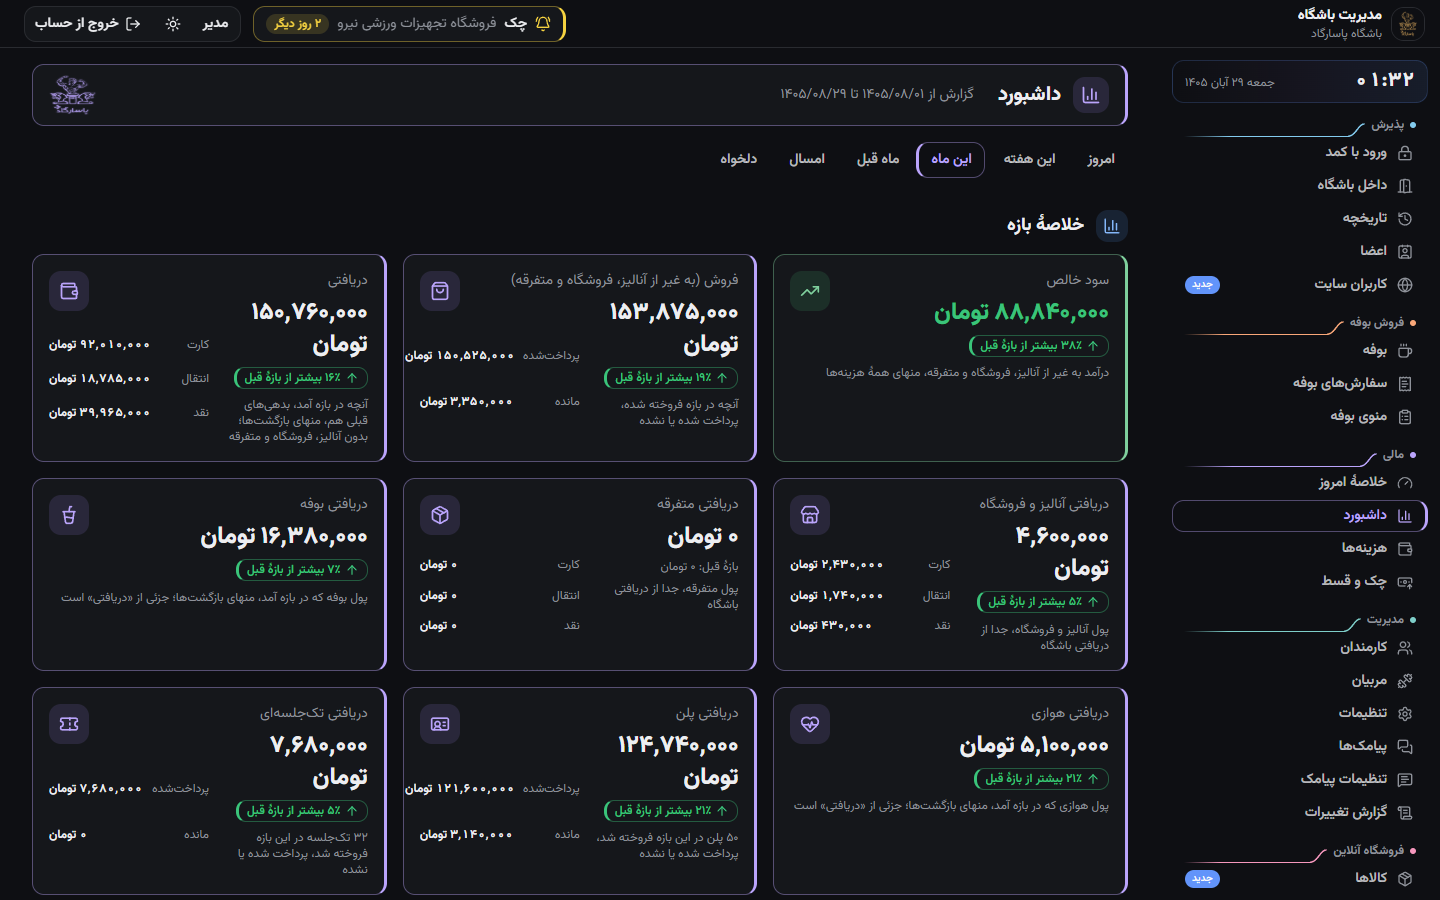 مدیریت باشگاه
باشگاه پاسارگاد
چک فروشگاه تجهیزات ورزشی نیرو ۲ روز دیگر
مدیر
خروج از حساب
۰۱:۳۲
جمعه ۲۹ آبان ۱۴۰۵
پذیرش
ورود با کمد
داخل باشگاه
تاریخچه
اعضا
کاربران سایت جدید
فروش بوفه
بوفه
سفارش‌های بوفه
منوی بوفه
مالی
خلاصهٔ امروز
داشبورد
هزینه‌ها
چک و قسط
مدیریت
کارمندان
مربیان
تنظیمات
پیامک‌ها
تنظیمات پیامک
گزارش تغییرات
فروشگاه آنلاین
کالاها جدید
داشبورد گزارش از ۱۴۰۵/۰۸/۰۱ تا ۱۴۰۵/۰۸/۲۹
پاسارگاد
امروز این هفته این ماه ماه قبل امسال دلخواه
خلاصهٔ بازه
سود خالص
۸۸,۸۴۰,۰۰۰ تومان
↑ ۳۸٪ بیشتر از بازهٔ قبل
درآمد به غیر از آنالیز، فروشگاه و متفرقه، منهای همهٔ هزینه‌ها
فروش (به غیر از آنالیز، فروشگاه و متفرقه)
۱۵۳,۸۷۵,۰۰۰
تومان
↑ ۱۹٪ بیشتر از بازهٔ قبل
آنچه در بازه فروخته شده،
پرداخت شده یا نشده
پرداخت‌شده ۱۵۰,۵۲۵,۰۰۰ تومان
مانده ۳,۳۵۰,۰۰۰ تومان
دریافتی
۱۵۰,۷۶۰,۰۰۰
تومان
↑ ۱۶٪ بیشتر از بازهٔ قبل
آنچه در بازه آمد، بدهی‌های
قبلی هم، منهای بازگشت‌ها؛
بدون آنالیز، فروشگاه و متفرقه
کارت ۹۲,۰۱۰,۰۰۰ تومان
انتقال ۱۸,۷۸۵,۰۰۰ تومان
نقد ۳۹,۹۶۵,۰۰۰ تومان
دریافتی آنالیز و فروشگاه
۴,۶۰۰,۰۰۰
تومان
↑ ۵٪ بیشتر از بازهٔ قبل
پول آنالیز و فروشگاه، جدا از
دریافتی باشگاه
کارت ۲,۴۳۰,۰۰۰ تومان
انتقال ۱,۷۴۰,۰۰۰ تومان
نقد ۴۳۰,۰۰۰ تومان
دریافتی متفرقه
۰ تومان
بازهٔ قبل: ۰ تومان
پول متفرقه، جدا از دریافتی
باشگاه
کارت ۰ تومان
انتقال ۰ تومان
نقد ۰ تومان
دریافتی بوفه
۱۶,۳۸۰,۰۰۰ تومان
↑ ۷٪ بیشتر از بازهٔ قبل
پول بوفه که در بازه آمد، منهای بازگشت‌ها؛ جزئی از «دریافتی» است
دریافتی هوازی
۵,۱۰۰,۰۰۰ تومان
↑ ۲۱٪ بیشتر از بازهٔ قبل
پول هوازی که در بازه آمد، منهای بازگشت‌ها؛ جزئی از «دریافتی» است
دریافتی پلن
۱۲۴,۷۴۰,۰۰۰
تومان
↑ ۲۱٪ بیشتر از بازهٔ قبل
۵۰ پلن در این بازه فروخته شد،
پرداخت شده یا نشده
پرداخت‌شده ۱۲۱,۶۰۰,۰۰۰ تومان
مانده ۳,۱۴۰,۰۰۰ تومان
دریافتی تک‌جلسه‌ای
۷,۶۸۰,۰۰۰
تومان
↑ ۵٪ بیشتر از بازهٔ قبل
۳۲ تک‌جلسه در این بازه
فروخته شد، پرداخت شده یا
نشده
پرداخت‌شده ۷,۶۸۰,۰۰۰ تومان
مانده ۰ تومان